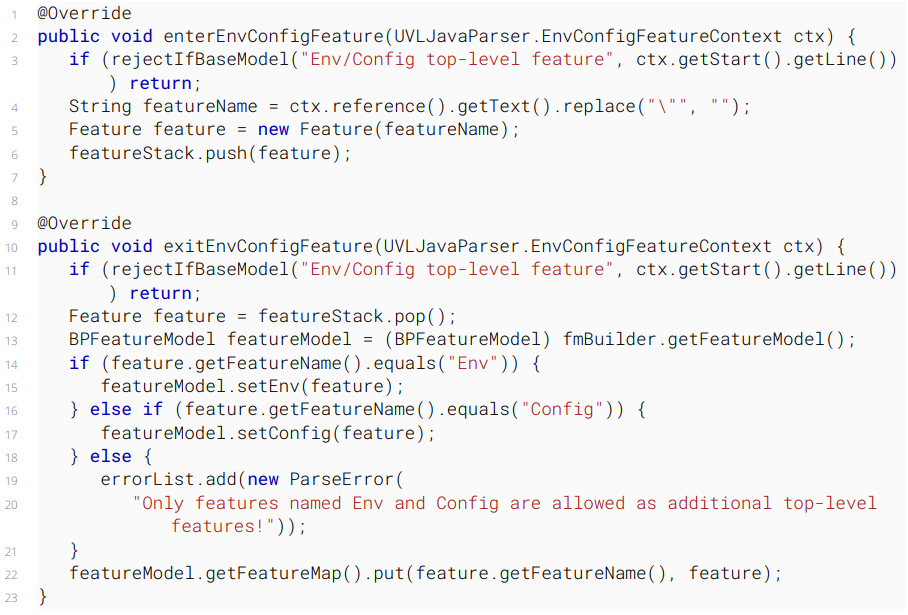 1 @Override
2 public void enterEnvConfigFeature(UVLJavaParser.EnvConfigFeatureContext ctx) {
3 if (rejectIfBaseModel("Env/Config top-level feature", ctx.getStart().getLine())
) return;
4 String featureName = ctx.reference().getText().replace("\"", "");
5 Feature feature = new Feature(featureName);
6 featureStack.push(feature);
7 }
8
9 @Override
10 public void exitEnvConfigFeature(UVLJavaParser.EnvConfigFeatureContext ctx) {
11 if (rejectIfBaseModel("Env/Config top-level feature", ctx.getStart().getLine())
) return;
12 Feature feature = featureStack.pop();
13 BPFeatureModel featureModel = (BPFeatureModel) fmBuilder.getFeatureModel();
14 if (feature.getFeatureName().equals("Env")) {
15 featureModel.setEnv(feature);
16 } else if (feature.getFeatureName().equals("Config")) {
17 featureModel.setConfig(feature);
18 } else {
19 errorList.add(new ParseError(
20 "Only features named Env and Config are allowed as additional top-level
features!"));
21 }
22 featureModel.getFeatureMap().put(feature.getFeatureName(), feature);
23 }